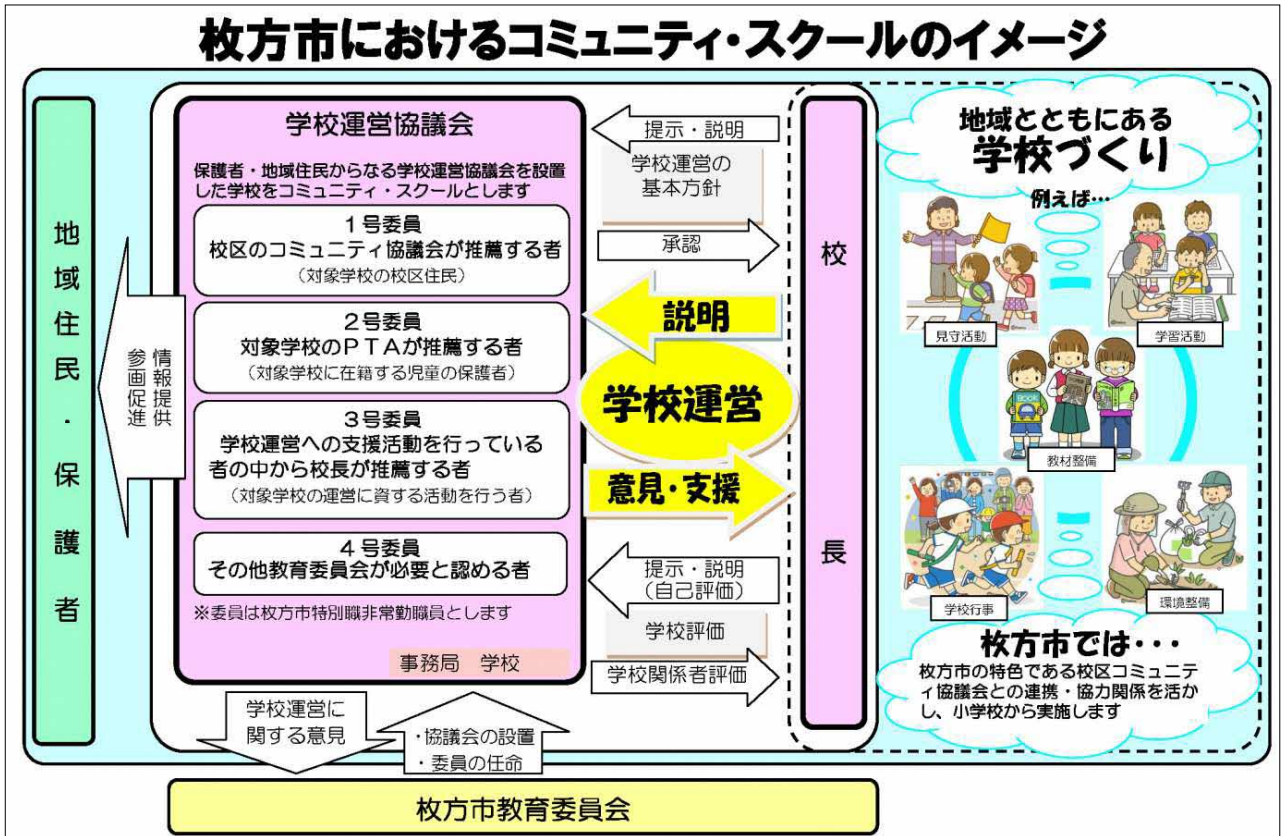 枚方市におけるコミュニティ・スクールのイメージ
地域住民・保護者
情報提供
参画促進
学校運営協議会
保護者・地域住民からなる学校運営協議会を設置
した学校をコミュニティ・スクールとします
1号委員
校区のコミュニティ協議会が推薦する者
（対象学校の校区住民）
2号委員
対象学校のPTAが推薦する者
（対象学校に在籍する児童の保護者）
3号委員
学校運営への支援活動を行っている
者の中から校長が推薦する者
（対象学校の運営に資する活動を行う者）
4号委員
その他教育委員会が必要と認める者
※委員は枚方市特別職非常勤職員とします
事務局　学校
提示・説明
学校運営の
基本方針
承認
説明
学校運営
意見・支援
提示・説明
（自己評価）
学校評価
学校関係者評価
校長
地域とともにある
学校づくり
例えば…
見守活動
学習活動
BOOK
教材整備
学校行事
環境整備
枚方市では・・・
枚方市の特色である校区コミュニテ
ィ協議会との連携・協力関係を活か
し、小学校から実施します
学校運営に
関する意見
・協議会の設置
・委員の任命
枚方市教育委員会